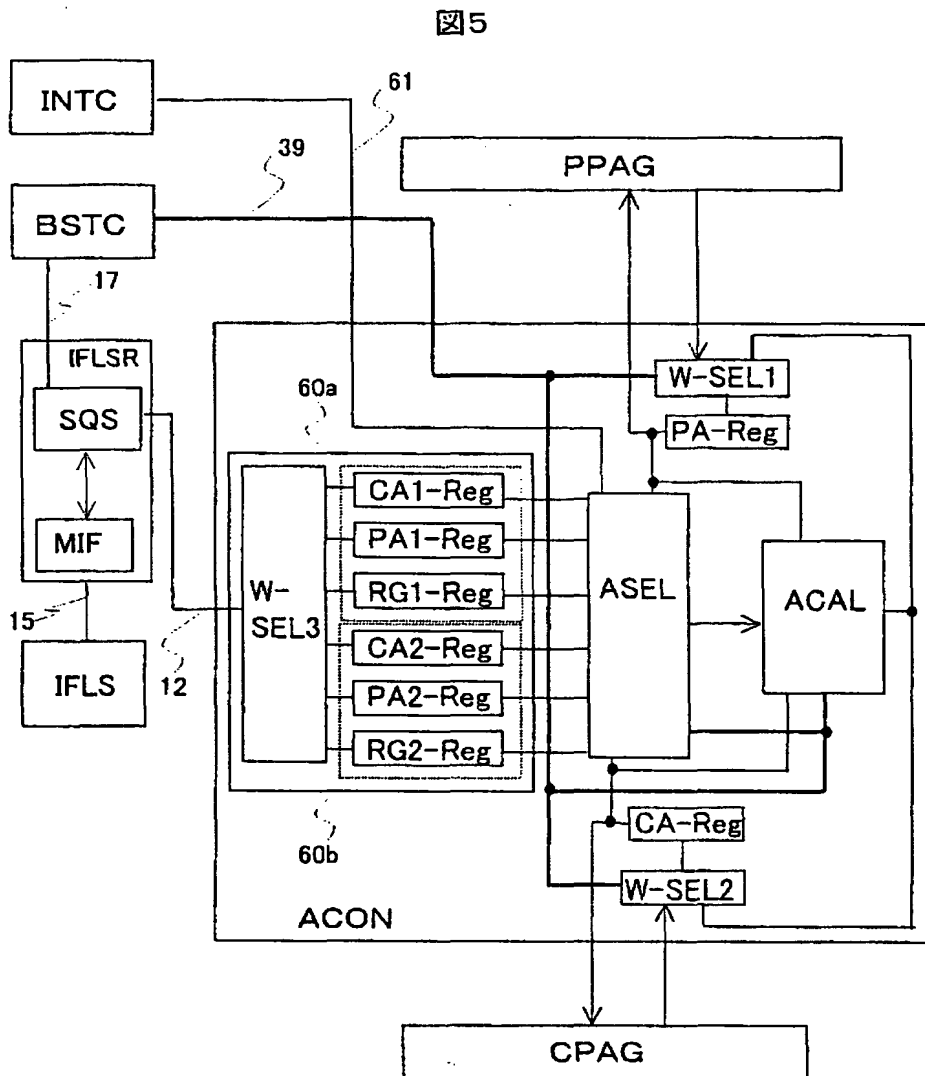 図5
INTC
61
39
PPAG
BSTC
17
IFLSR
SQS
MIF
15
IFLS
12
60a
W-SEL1
PA-Reg
W-
SEL3
CA1-Reg
PA1-Reg
RG1-Reg
CA2-Reg
PA2-Reg
RG2-Reg
ASEL
ACAL
60b
CA-Reg
W-SEL2
ACON
CPAG